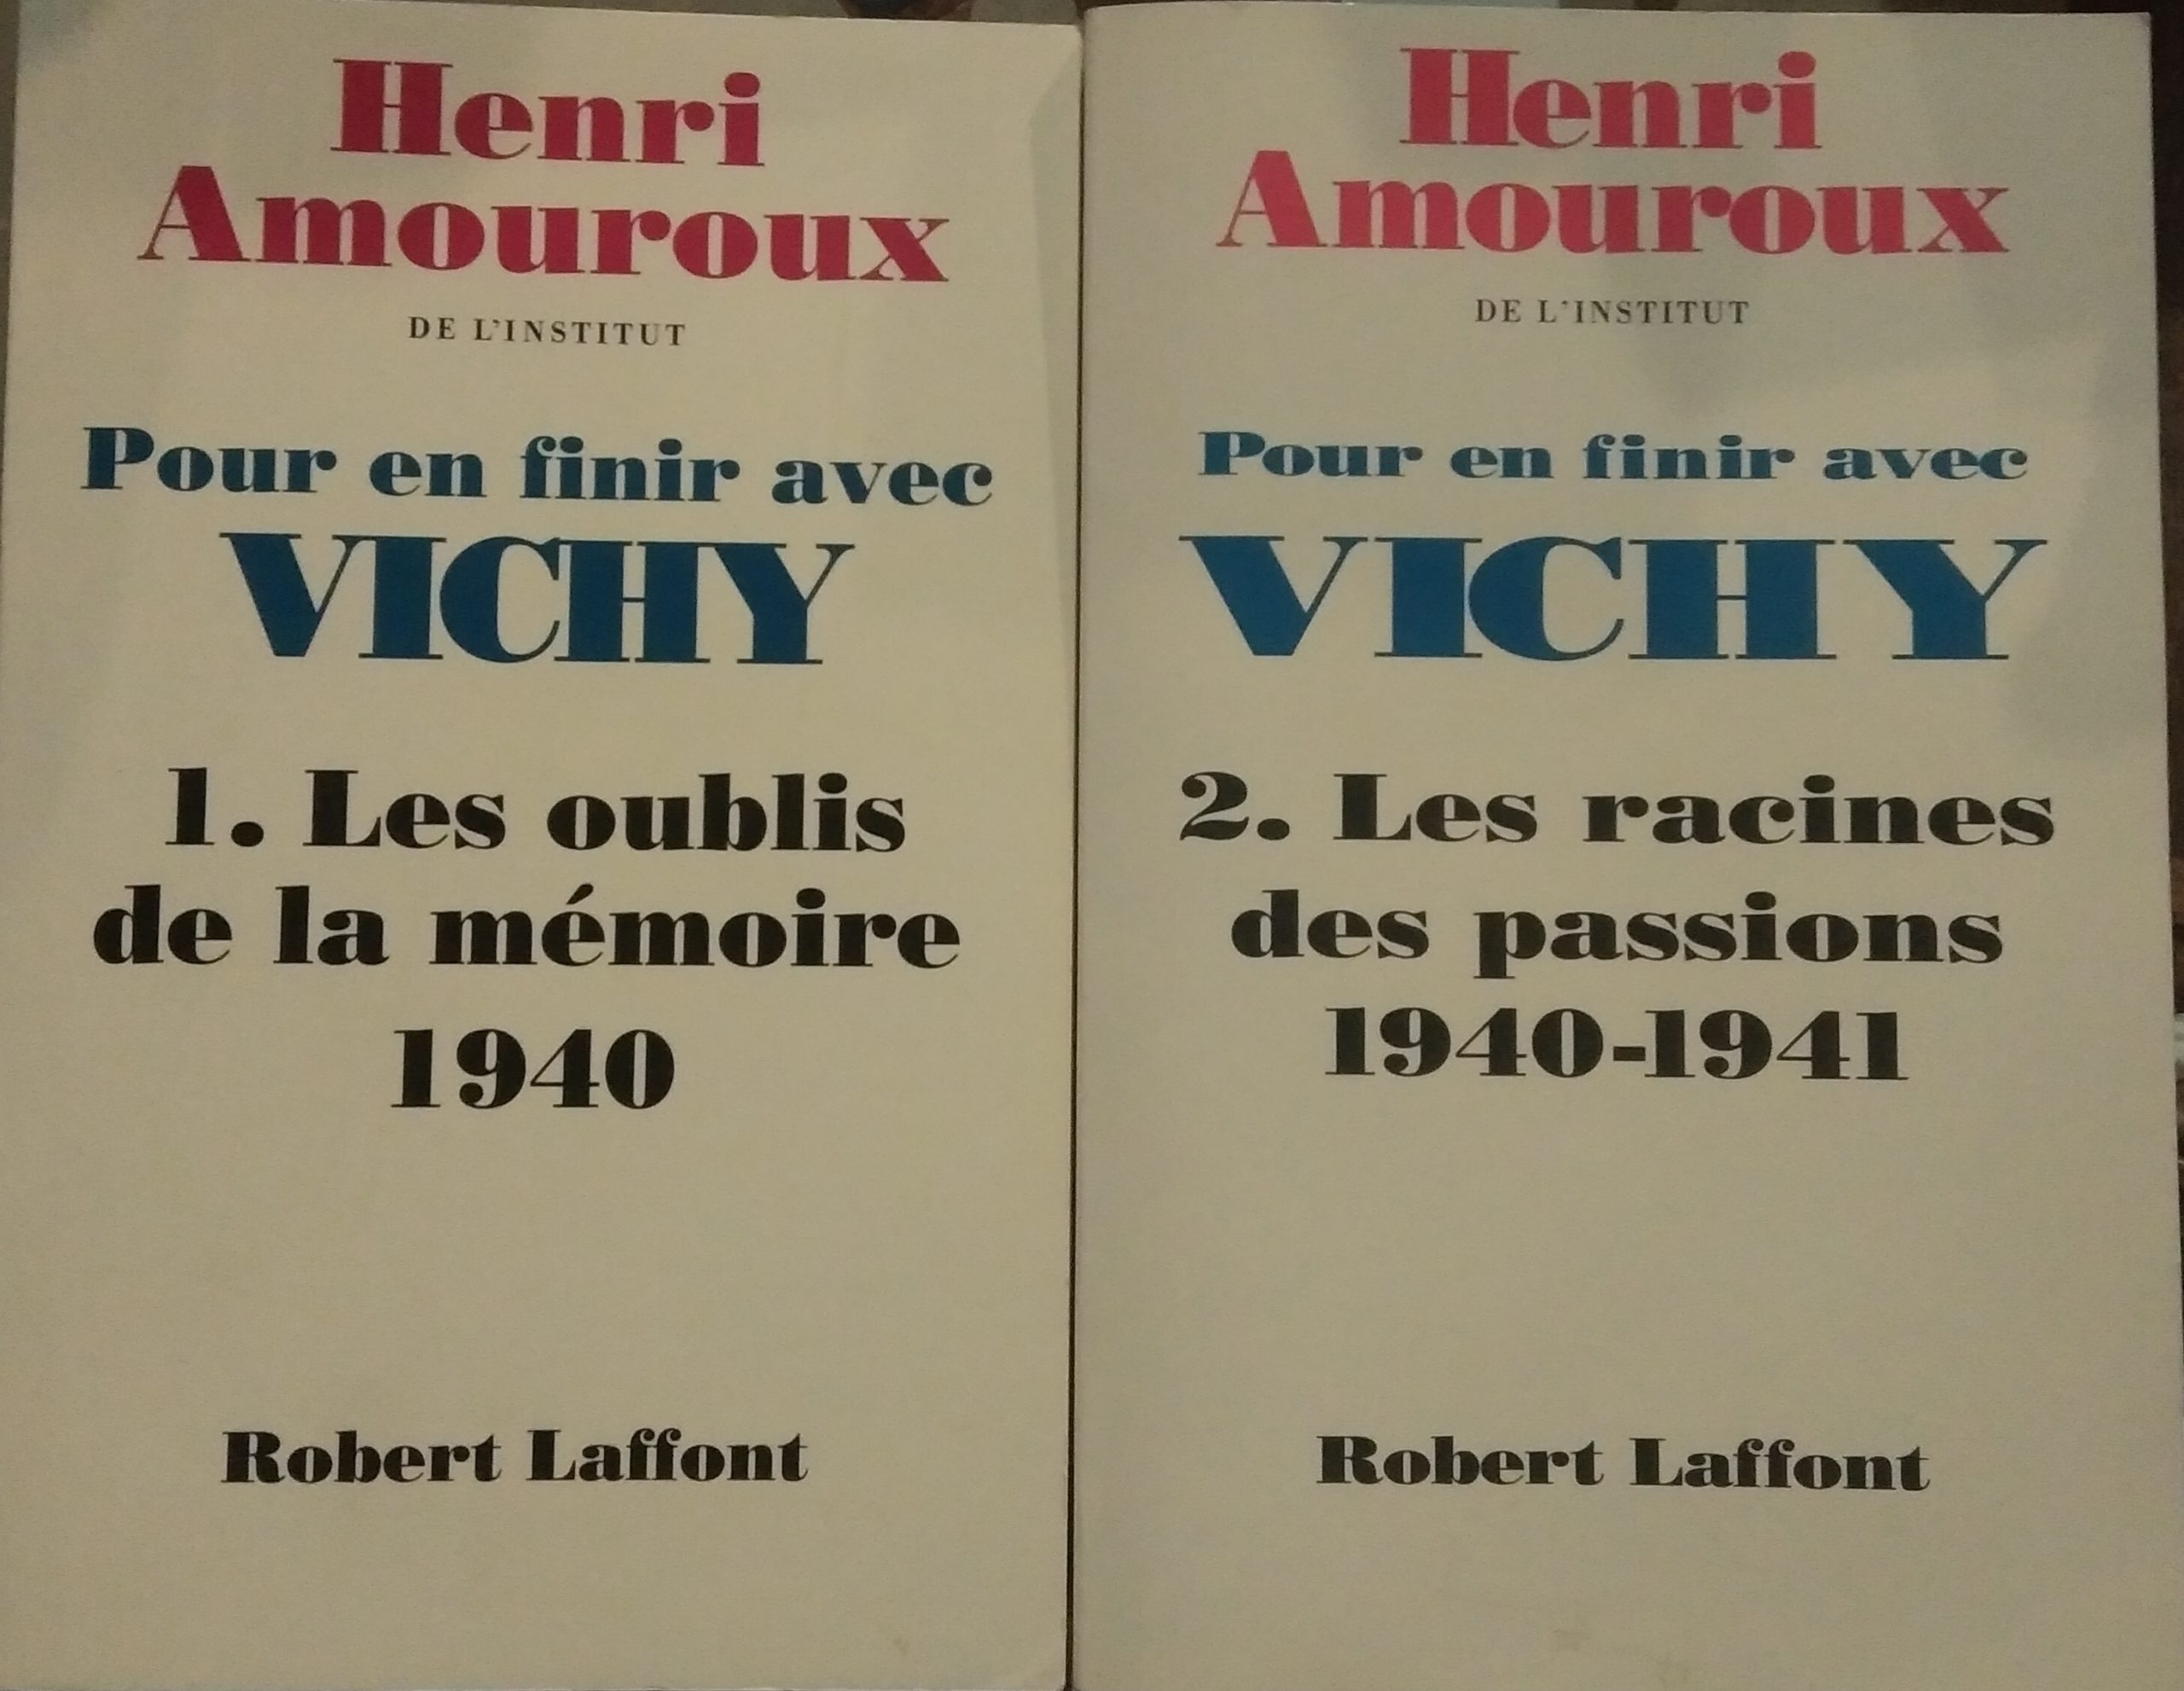 Henri
Amouroux
DE L'INSTITUT
Pour en finir avec
VICHY
1. Les oublis
de la mémoire
1940
Robert Laffont
Henri
Amouroux
DE L'INSTITUT
Pour en finir avec
VICHY
2. Les racines
des passions
1940-1941
Robert Laffont